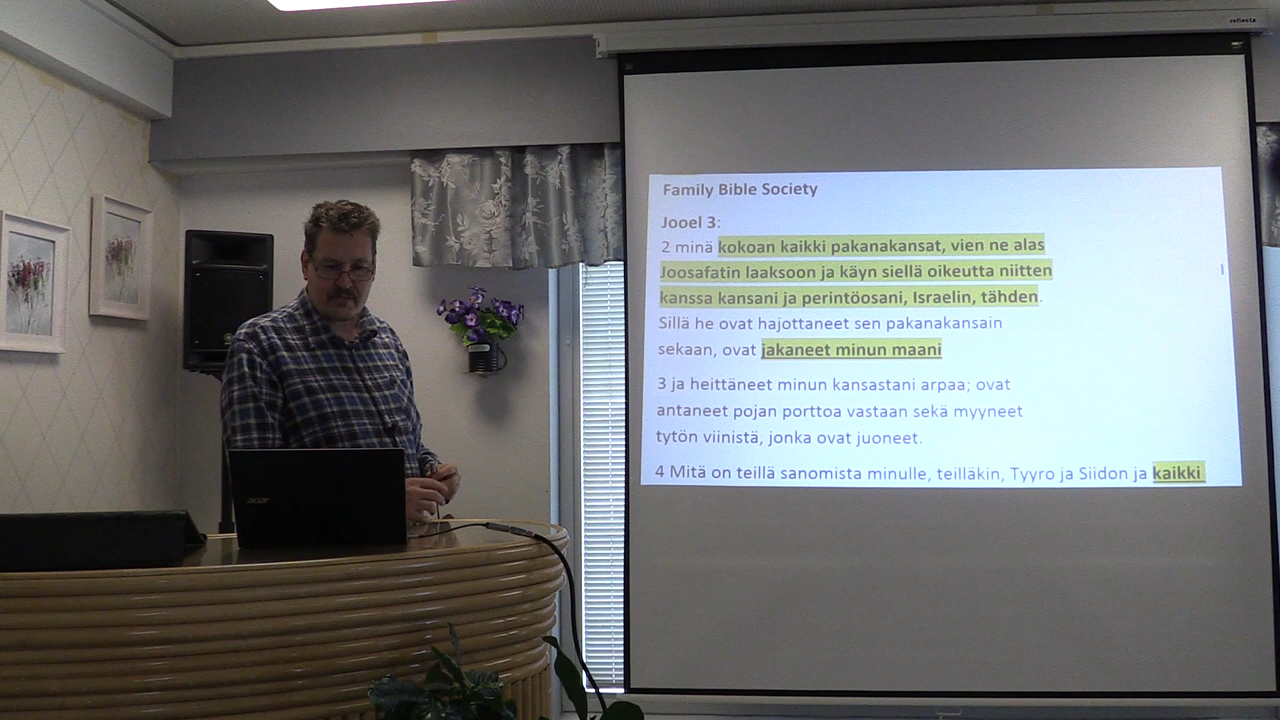 reflecta
Family Bible Society
Jooel 3:
2 minä kokoan kaikki pakanakansat, vien ne alas
Joosafatin laaksoon ja käyn siellä oikeutta niitten
kanssa kansani ja perintöosani, Israelin, tähden.
Sillä he ovat hajottaneet sen pakanakansain
sekaan, ovat jakaneet minun maani
3 ja heittäneet minun kansastani arpaa; ovat
antaneet pojan porttoa vastaan sekä myyneet
tytön viinistä, jonka ovat juoneet.
4 Mitä on teillä sanomista minulle, teilläkin, Tyyro ja Siidon ja kaikki
acer